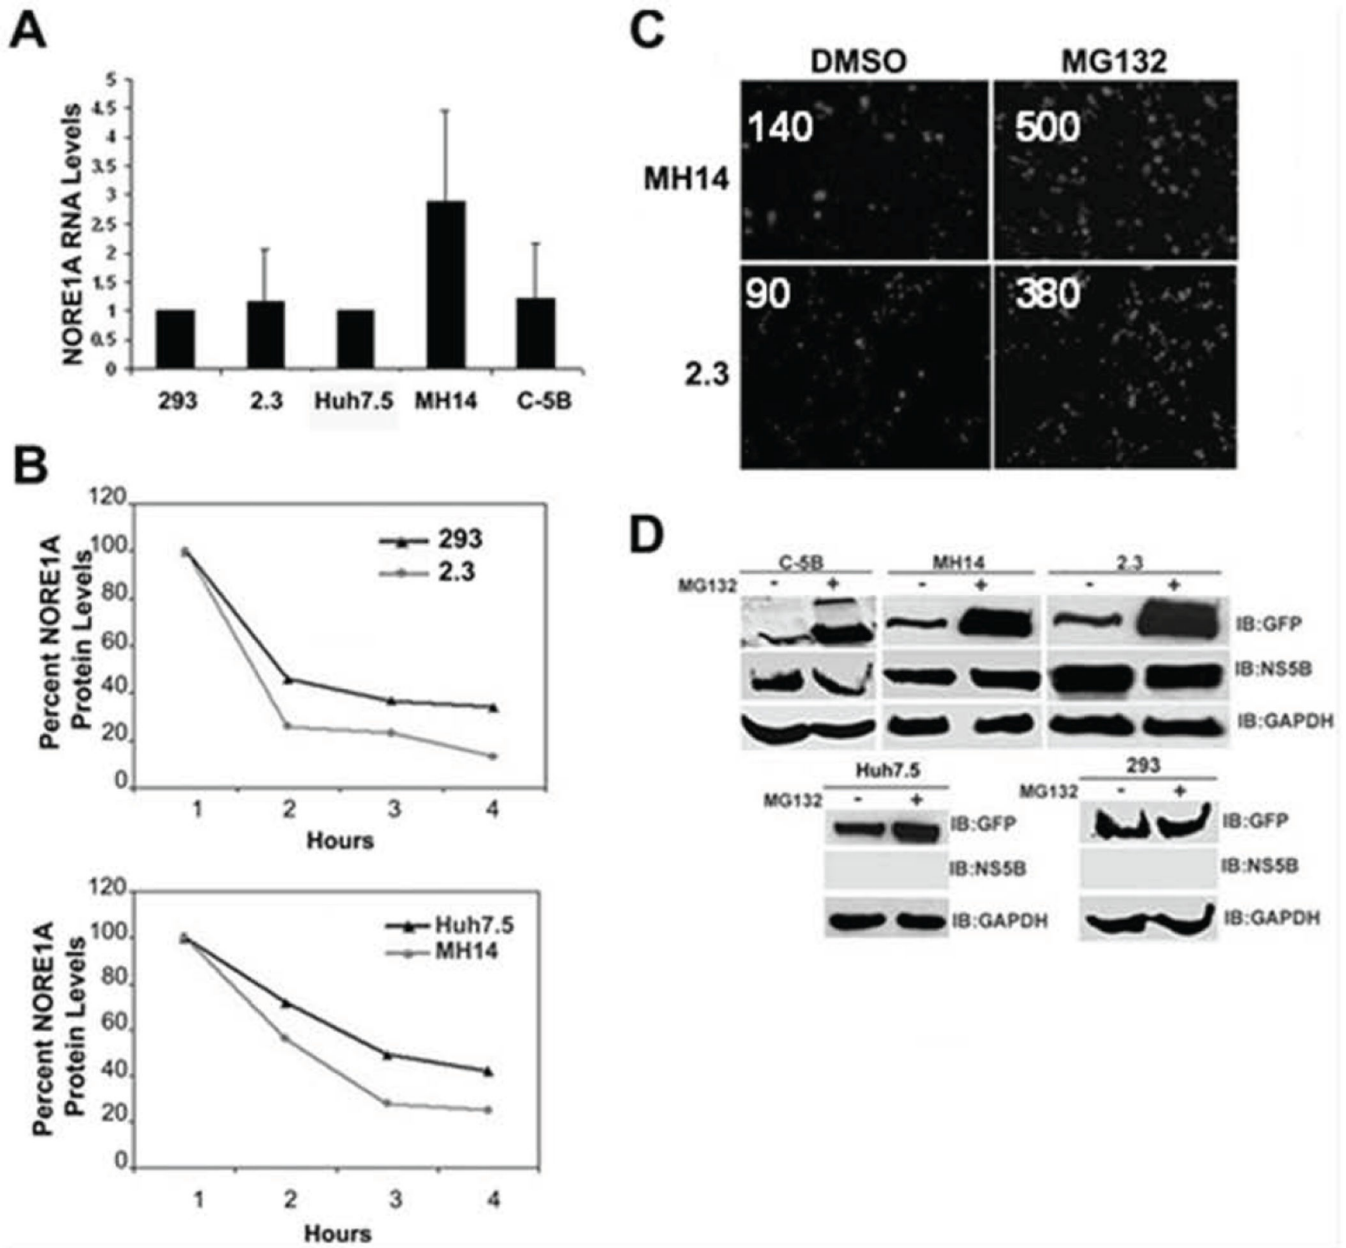 A
NORE1A RNA Levels
5
4.5
4
3.5
3
2.5
2
1.5
1
0.5
0
293 2.3 Huh7.5 MH14 C-5B
B
Percent NORE1A
Protein Levels
120
100
80
60
40
20
0
293
2.3
1 2 3 4
Hours
Percent NORE1A
Protein Levels
120
100
80
60
40
20
0
Huh7.5
MH14
1 2 3 4
Hours
C
DMSO MG132
MH14
140 500
2.3
90 380
D
C-5B MH14 2.3
MG132 - + - + - +
IB:GFP
IB:NS5B
IB:GAPDH
Huh7.5
MG132 - +
IB:GFP
IB:NS5B
IB:GAPDH
293
MG132 - +
IB:GFP
IB:NS5B
IB:GAPDH